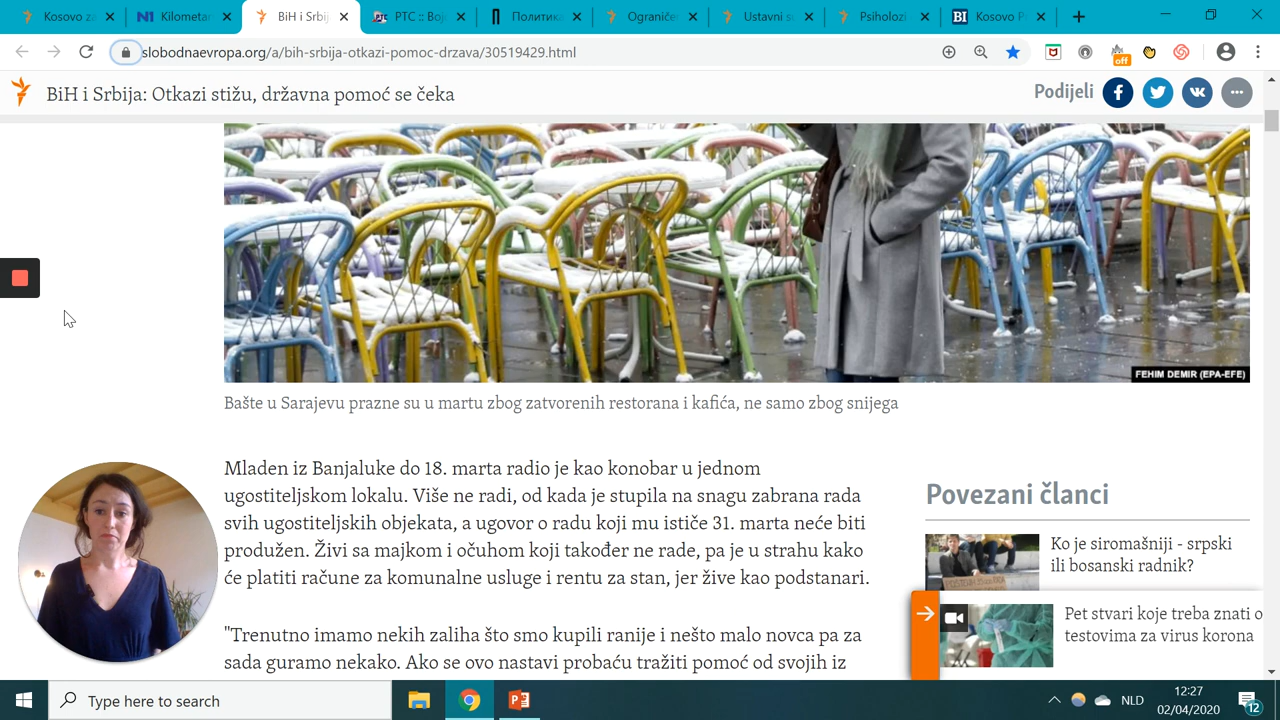 Kosovo za
Kilometa
BiH i Srbij
РТС :: Вој
Политик
Ograniče
Ustavni s
Psiholozi
Kosovo P
slobodnaevropa.org/a/bih-srbija-otkazi-pomoc-drzava/30519429.html
off
BiH i Srbija: Otkazi stižu, državna pomoć se čeka
Podijeli
FEHIM DEMIR (EPA-EFE)
Bašte u Sarajevu prazne su u martu zbog zatvorenih restorana i kafića, ne samo zbog snijega
Mladen iz Banjaluke do 18. marta radio je kao konobar u jednom
ugostiteljskom lokalu. Više ne radi, od kada je stupila na snagu zabrana rada
svih ugostiteljskih objekata, a ugovor o radu koji mu ističe 31. marta neće biti
produžen. Živi sa majkom i očuhom koji također ne rade, pa je u strahu kako
će platiti račune za komunalne usluge i rentu za stan, jer žive kao podstanari.
"Trenutno imamo nekih zaliha što smo kupili ranije i nešto malo novca pa za
sada guramo nekako. Ako se ovo nastavi probaću tražiti pomoć od svojih iz
Povezani članci
Ko je siromašniji - srpski
ili bosanski radnik?
Pet stvari koje treba znati o
testovima za virus korona
Type here to search
NLD
12:27
02/04/2020
12